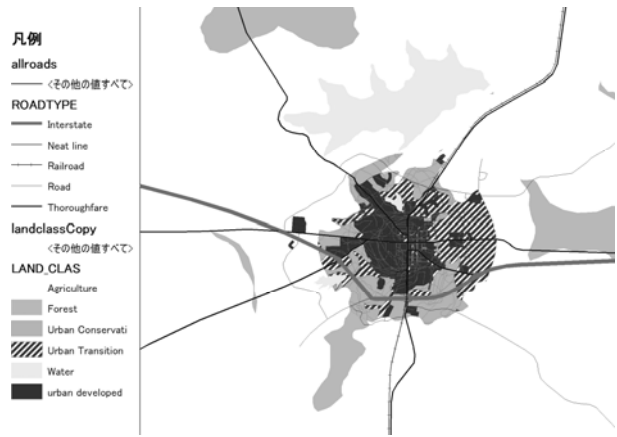 凡例
allroads
<その他の値すべて>
ROADTYPE
Interstate
Neat line
Railroad
Road
Thoroughfare
landclassCopy
<その他の値すべて>
LAND_CLAS
Agriculture
Forest
Urban Conservati
Urban Transition
Water
urban developed